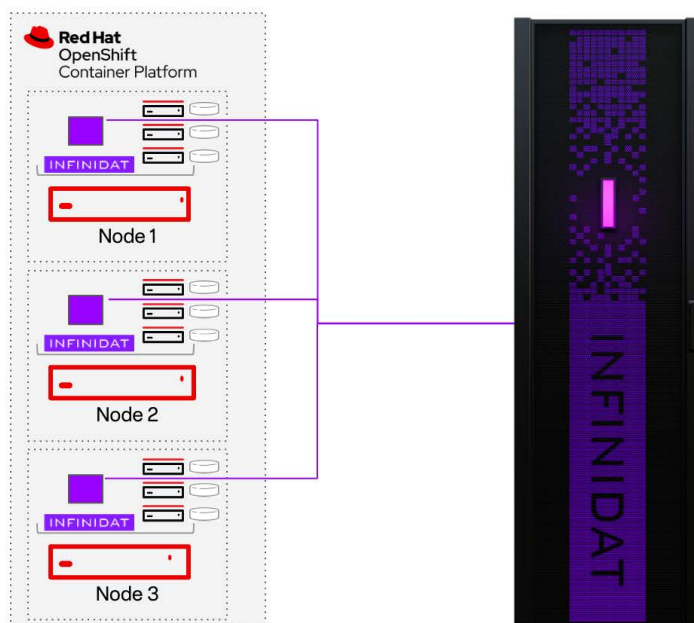 Red Hat
OpenShift
Container Platform
INFINIDAT
Node 1
INFINIDAT
Node 2
INFINIDAT
Node 3
INFINIDAT